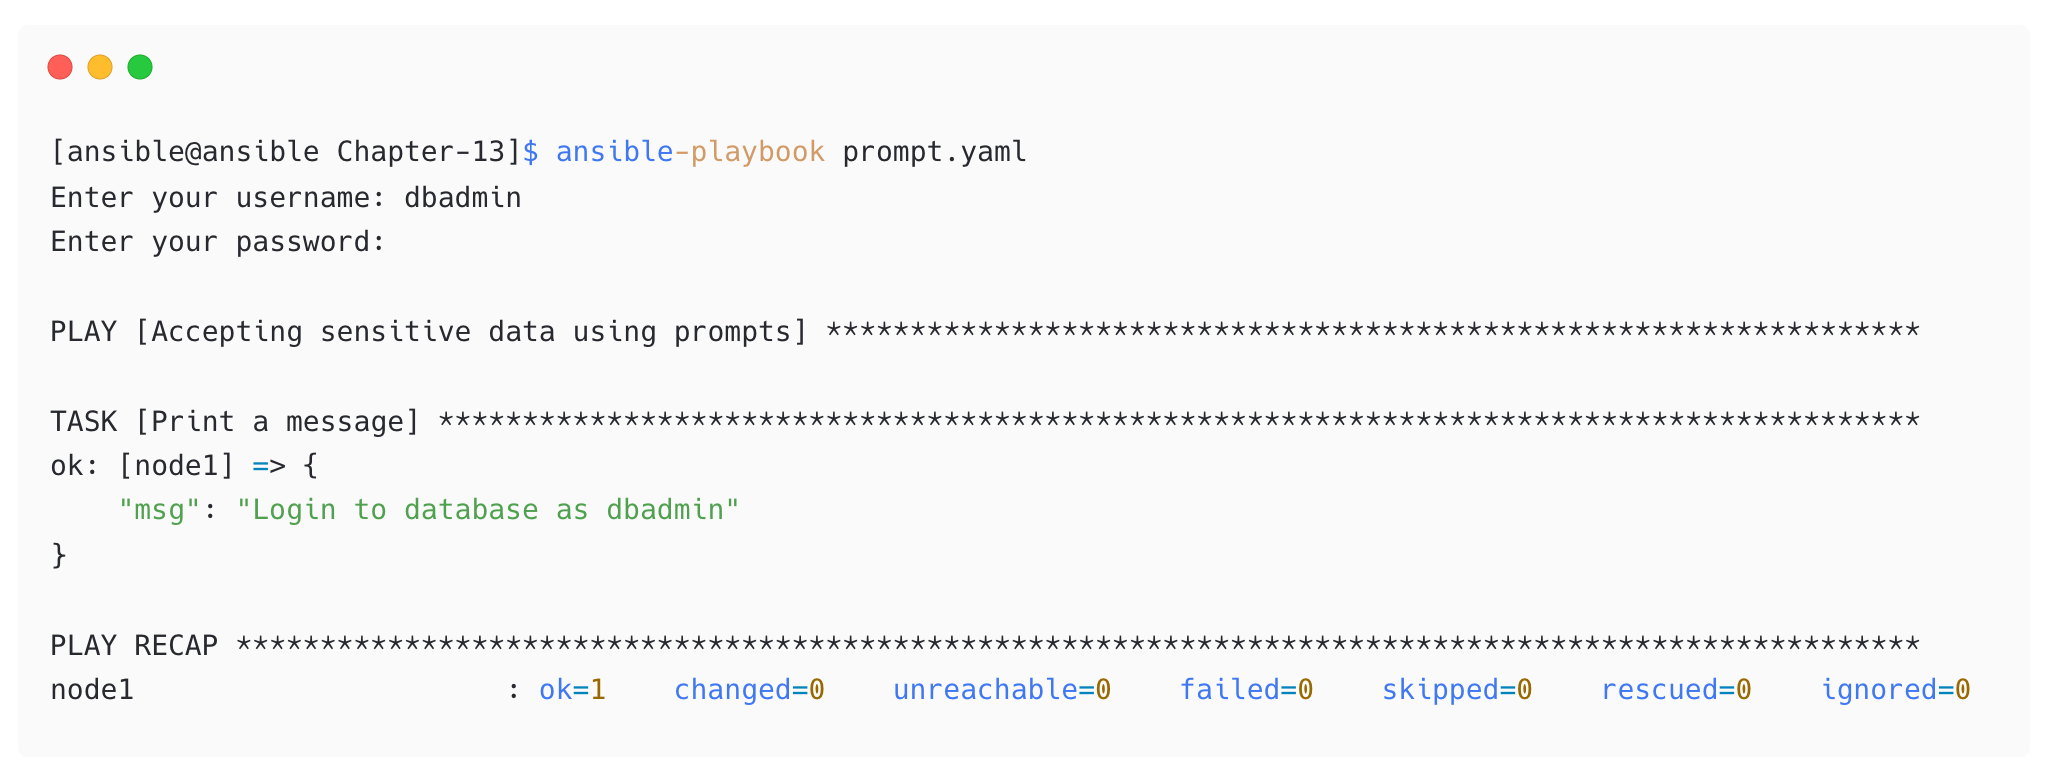 [ansible@ansible Chapter-13]$ ansible-playbook prompt.yaml
Enter your username: dbadmin
Enter your password:
PLAY [Accepting sensitive data using prompts] *****************************************************************
TASK [Print a message] ****************************************************************************************
ok: [node1] => {
    "msg": "Login to database as dbadmin"
}
PLAY RECAP ****************************************************************************************************
node1                      : ok=1    changed=0    unreachable=0    failed=0    skipped=0    rescued=0    ignored=0